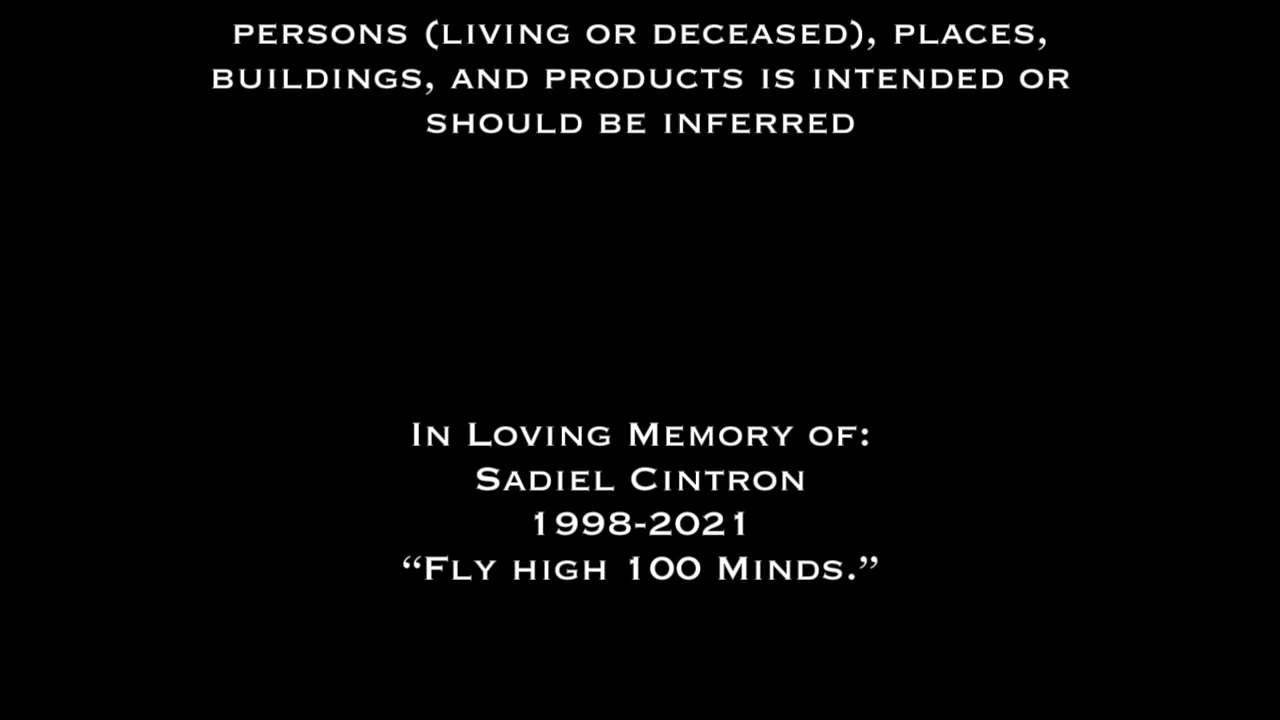 PERSONS (LIVING OR DECEASED), PLACES,
BUILDINGS, AND PRODUCTS IS INTENDED OR
SHOULD BE INFERRED
IN LOVING MEMORY OF:
SADIEL CINTRON
1998-2021
“FLY HIGH 100 MINDS.”